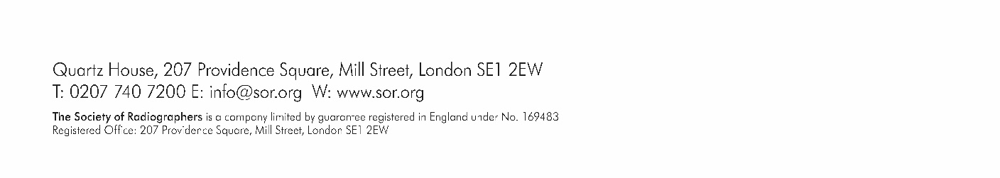 Quartz House, 207 Providence Square, Mill Street, London SE1 2EW
T: 0207 740 7200 E: info@sor.org W: www.sor.org
The Society of Radiographers is a company limited by guarantee registered in England under No. 169483
Registered Office: 207 Providence Square, Mill Street, London SE1 2EW